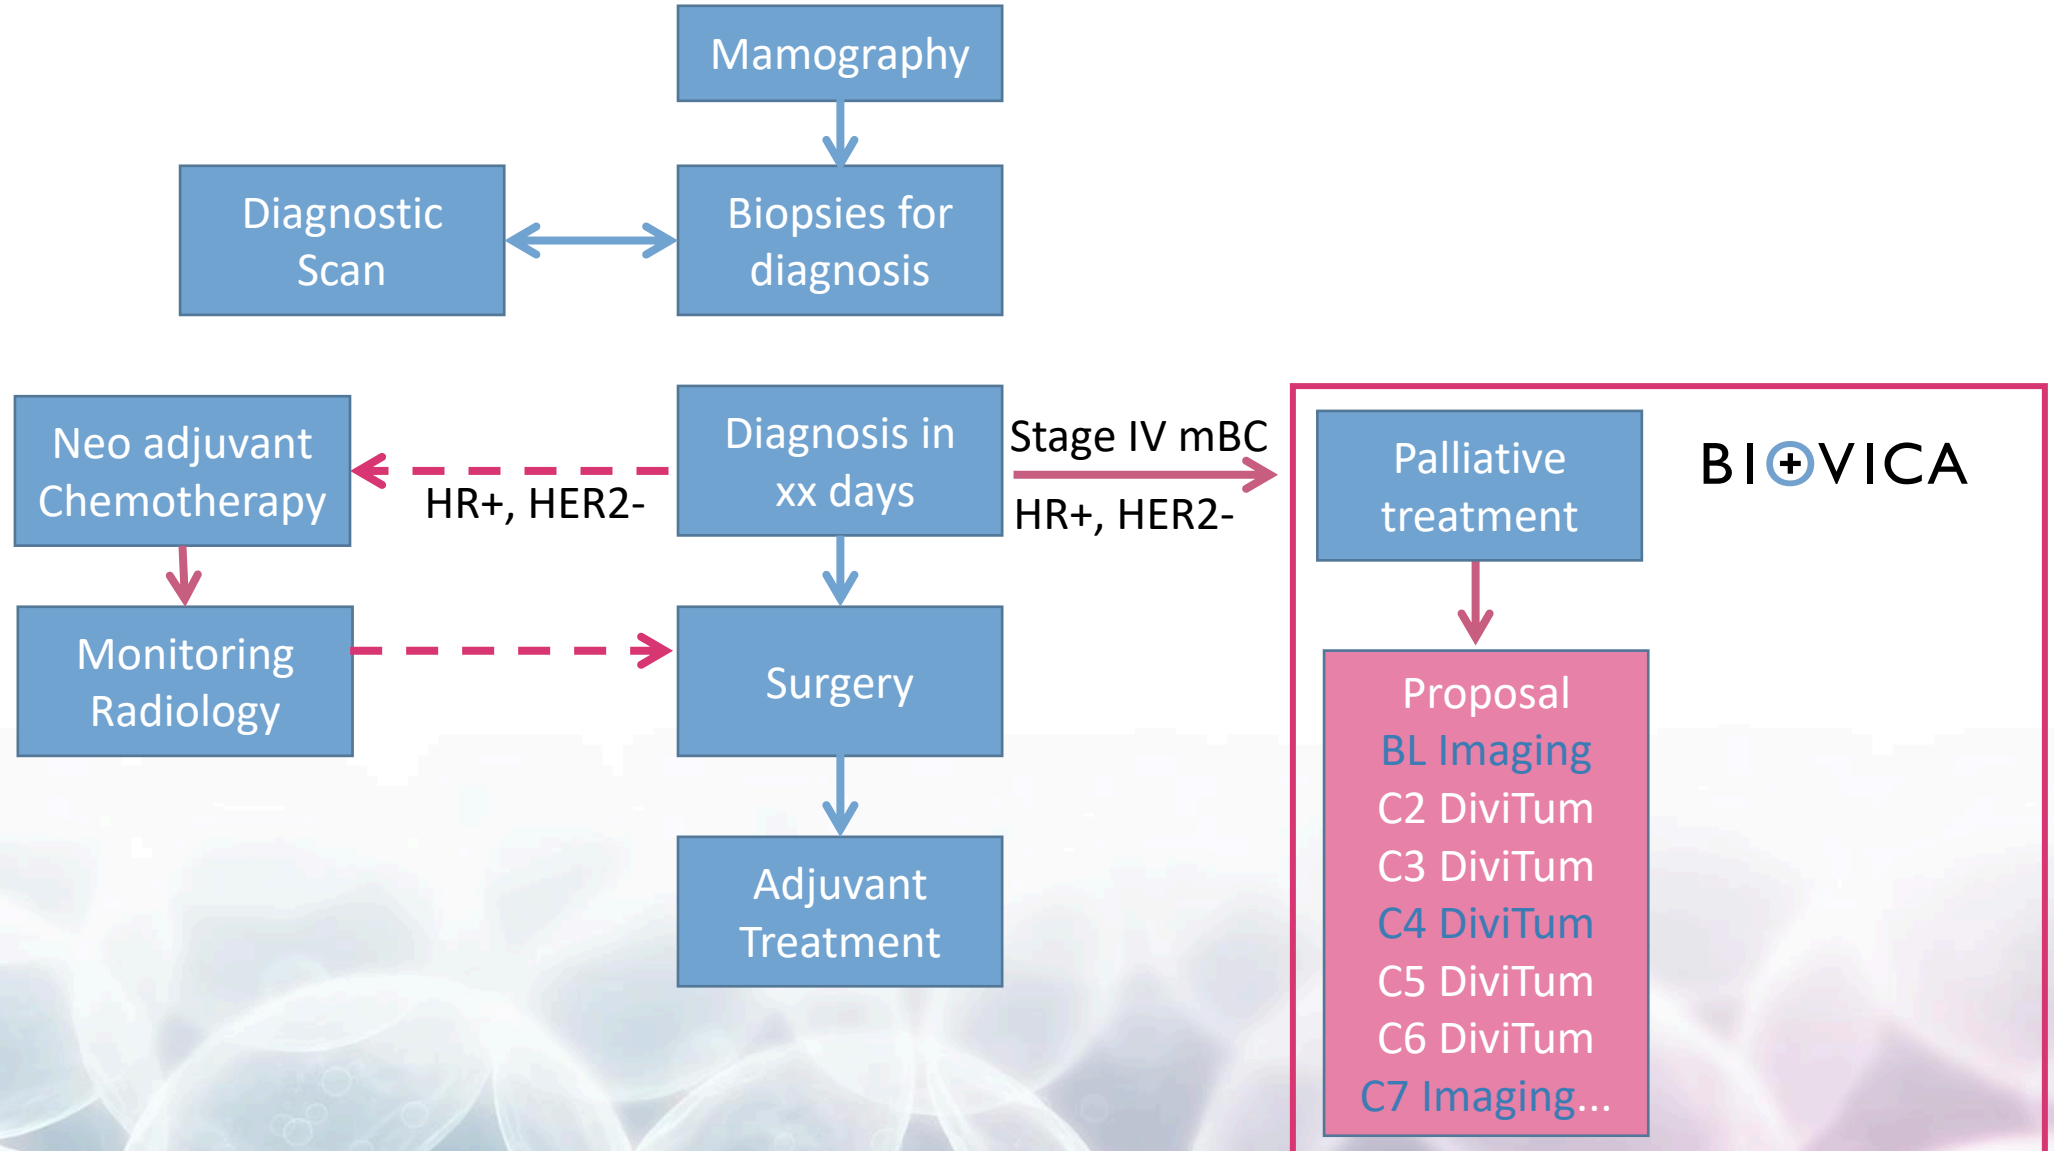 Mamography
Diagnostic
Scan
Biopsies for
diagnosis
Neo adjuvant
Chemotherapy
HR+, HER2-
Diagnosis in
xx days
Stage IV mBC
HR+, HER2-
Palliative
treatment
BIOVICA
Monitoring
Radiology
Surgery
Adjuvant
Treatment
Proposal
BL Imaging
C2 DiviTum
C3 DiviTum
C4 DiviTum
C5 DiviTum
C6 DiviTum
C7 Imaging...